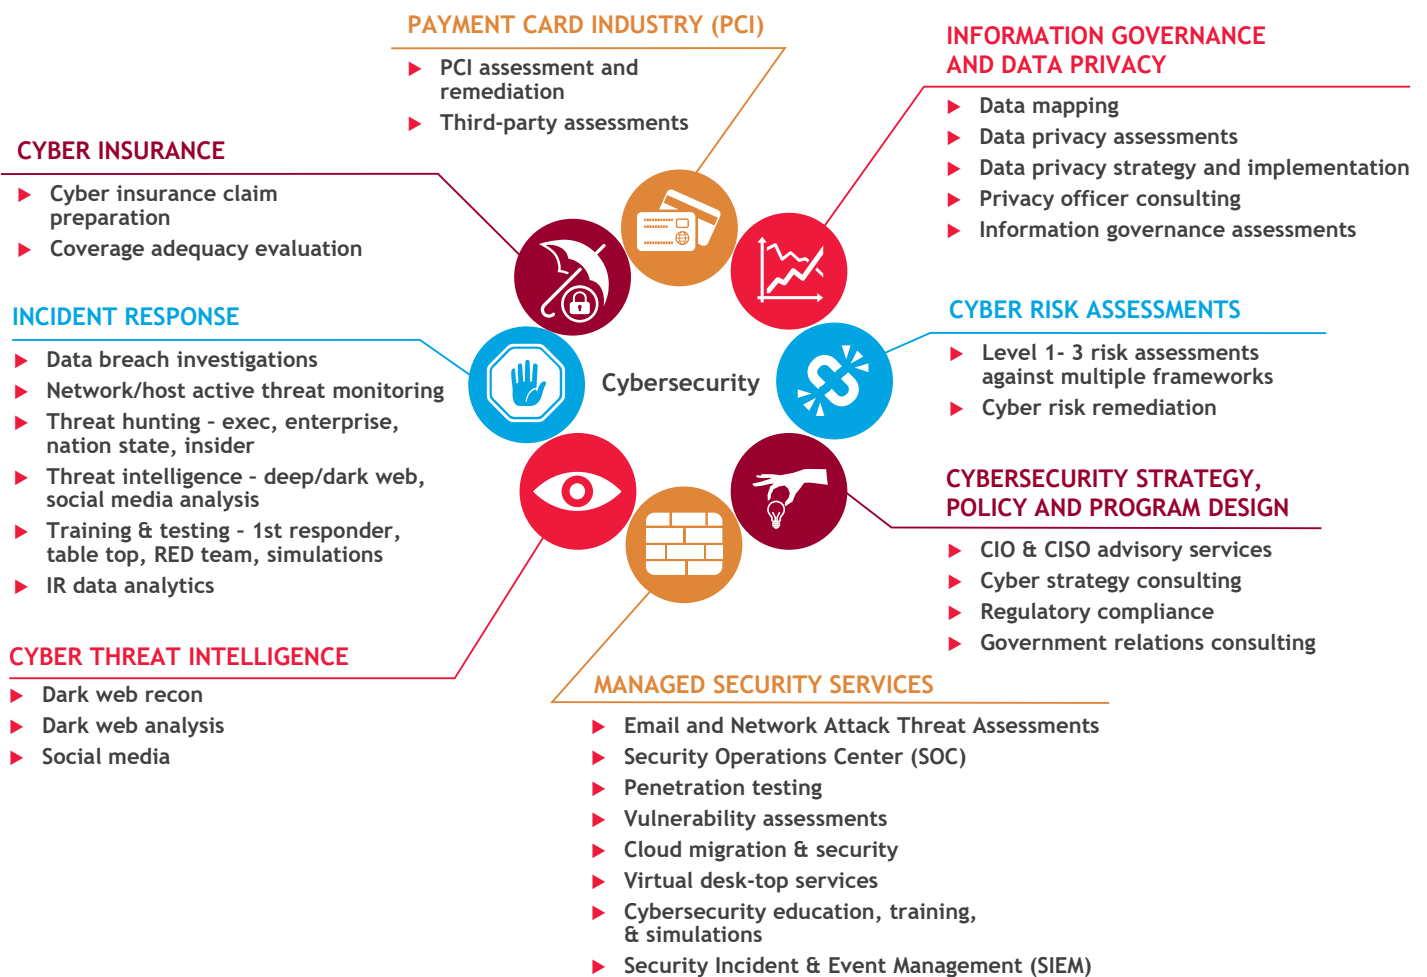 PAYMENT CARD INDUSTRY (PCI)
PCI assessment and
remediation
Third-party assessments
INFORMATION GOVERNANCE
AND DATA PRIVACY
Data mapping
Data privacy assessments
Data privacy strategy and implementation
Privacy officer consulting
Information governance assessments
CYBER INSURANCE
Cyber insurance claim
preparation
Coverage adequacy evaluation
INCIDENT RESPONSE
Data breach investigations
Network/host active threat monitoring
Threat hunting – exec, enterprise,
nation state, insider
Threat intelligence – deep/dark web,
social media analysis
Training & testing – 1st responder,
table top, RED team, simulations
IR data analytics
Cybersecurity
CYBER RISK ASSESSMENTS
Level 1- 3 risk assessments
against multiple frameworks
Cyber risk remediation
CYBERSECURITY STRATEGY,
POLICY AND PROGRAM DESIGN
CIO & CISO advisory services
Cyber strategy consulting
Regulatory compliance
Government relations consulting
CYBER THREAT INTELLIGENCE
Dark web recon
Dark web analysis
Social media
MANAGED SECURITY SERVICES
Email and Network Attack Threat Assessments
Security Operations Center (SOC)
Penetration testing
Vulnerability assessments
Cloud migration & security
Virtual desk-top services
Cybersecurity education, training,
& simulations
Security Incident & Event Management (SIEM)